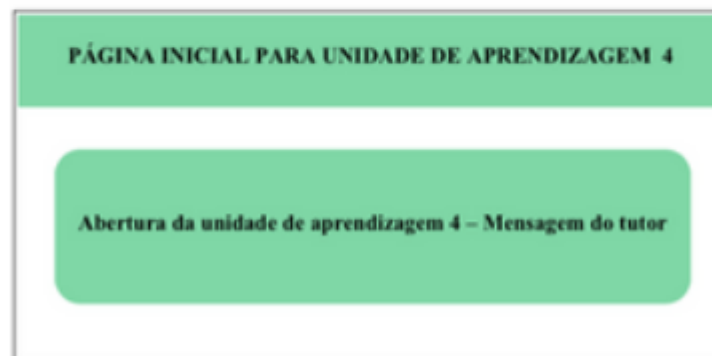 PÁGINA INICIAL PARA UNIDADE DE APRENDIZAGEM 4
Abertura da unidade de aprendizagem 4 – Mensagem do tutor